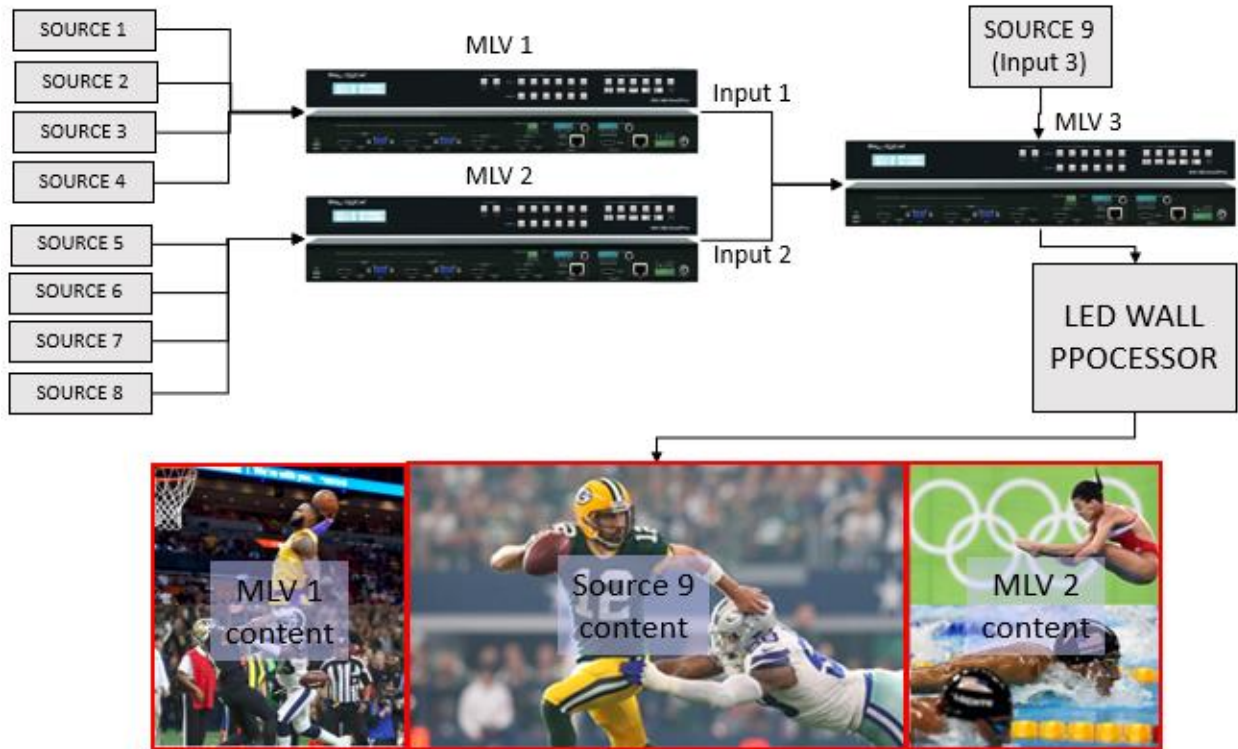 SOURCE 1
SOURCE 2
SOURCE 3
SOURCE 4
SOURCE 5
SOURCE 6
SOURCE 7
SOURCE 8
MLV 1
MLV 2
Input 1
Input 2
SOURCE 9
(Input 3)
MLV 3
LED WALL
PPOCESSOR
MLV 1
content
Source 9
content
12
MLV 2
content